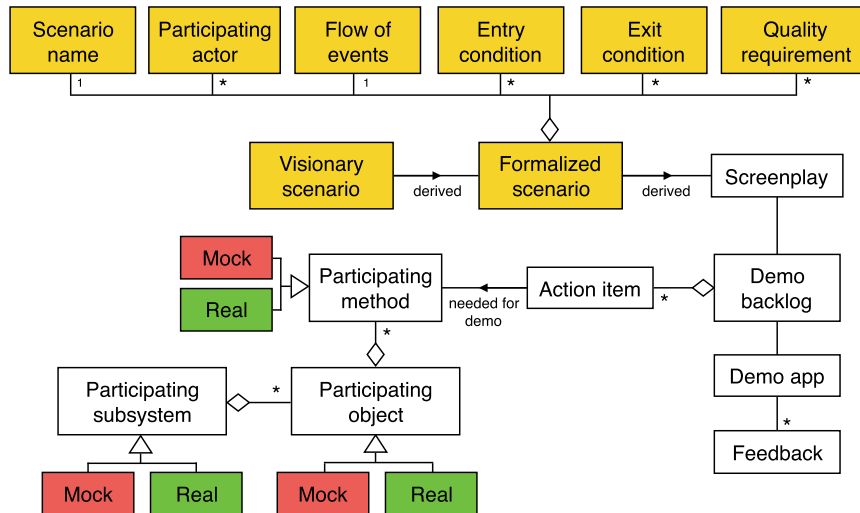 Scenario
name
Participating
actor
Flow of
events
Entry
condition
Exit
condition
Quality
requirement
1
*
1
*
*
*
Visionary
scenario
derived
Formalized
scenario
derived
Screenplay
Mock
Real
Participating
method
needed for
demo
Action item
*
Demo
backlog
*
Participating
subsystem
*
Participating
object
Demo app
*
Feedback
Mock
Real
Mock
Real